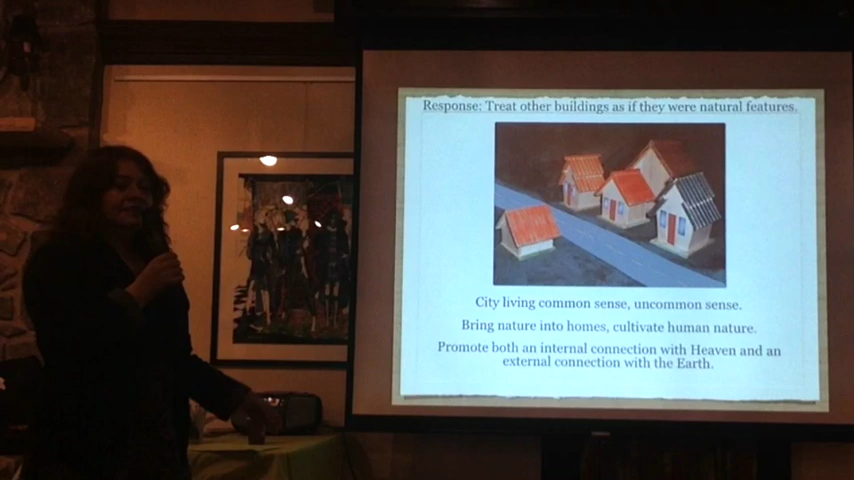 Response: Treat other buildings as if they were natural features.
City living common sense, uncommon sense.
Bring nature into homes, cultivate human nature.
Promote both an internal connection with Heaven and an
external connection with the Earth.